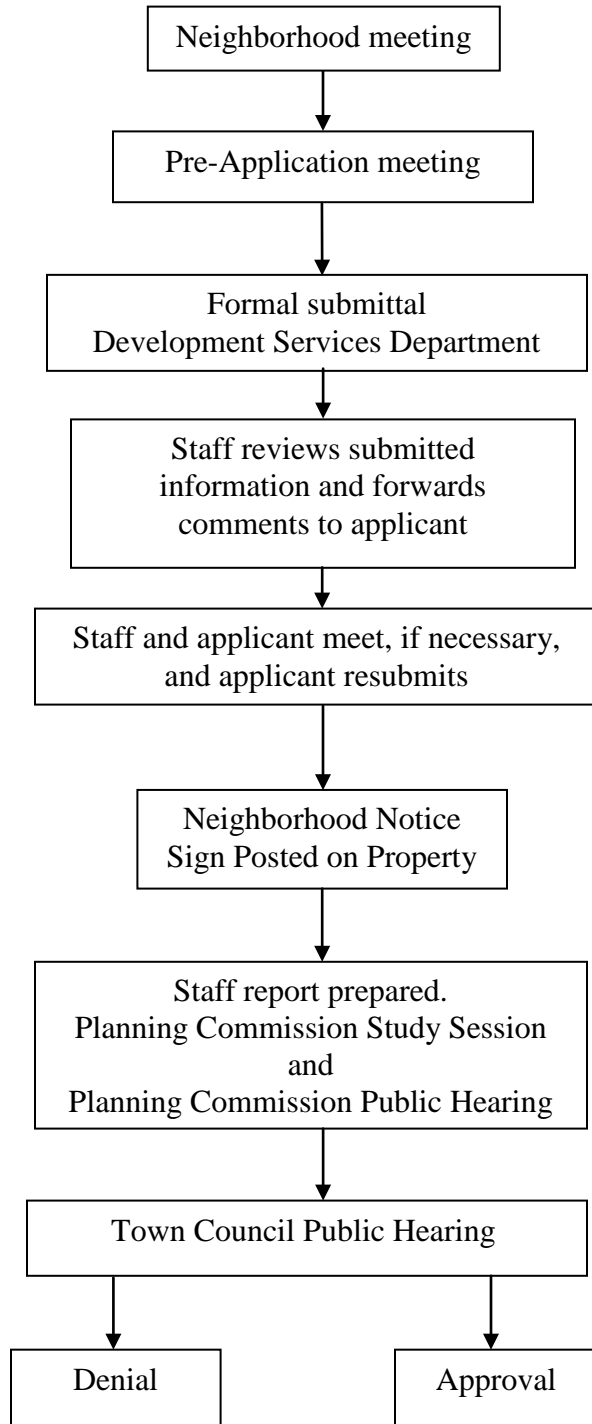 Neighborhood meeting
Pre-Application meeting
Formal submittal
Development Services Department
Staff reviews submitted
information and forwards
comments to applicant
Staff and applicant meet, if necessary,
and applicant resubmits
Neighborhood Notice
Sign Posted on Property
Staff report prepared.
Planning Commission Study Session
and
Planning Commission Public Hearing
Town Council Public Hearing
Denial
Approval